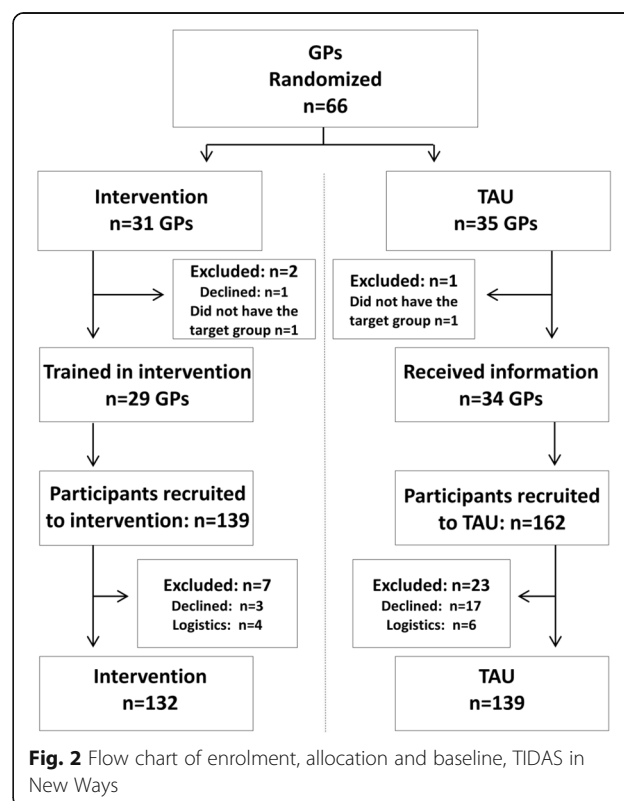 GPs
Randomized
n=66
Intervention
n=31 GPs
TAU
n=35 GPs
Excluded: n=2
Declined: n=1
Did not have the
target group n=1
Excluded: n=1
Did not have the
target group n=1
Trained in intervention
n=29 GPs
Received information
n=34 GPs
Participants recruited
to intervention: n=139
Participants recruited
to TAU: n=162
Excluded: n=7
Declined: n=3
Logistics: n=4
Excluded: n=23
Declined: n=17
Logistics: n=6
Intervention
n=132
TAU
n=139
Fig. 2 Flow chart of enrolment, allocation and baseline, TIDAS in
New Ways